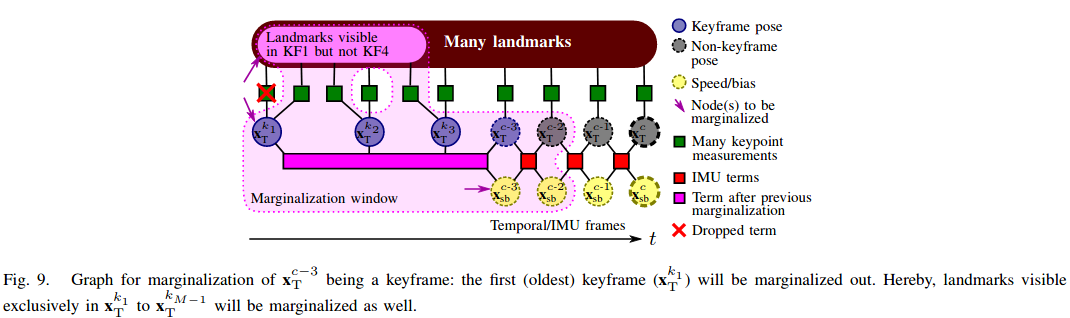 Landmarks visible
in KF1 but not KF4
Many landmarks
x_T^{k_1}
x_T^{k_2}
x_T^{k_3}
x_T^{c-3}
x_T^{c-2}
x_T^{c-1}
x_T^{c}
x_sb^{c-3}
x_sb^{c-2}
x_sb^{c-1}
x_sb^{c}
Marginalization window
Temporal/IMU frames
t
Keyframe pose
Non-keyframe
pose
Speed/bias
Node(s) to be
marginalized
Many keypoint
measurements
IMU terms
Term after previous
marginalization
Dropped term
Fig. 9. Graph for marginalization of x_T^{c−3} being a keyframe: the first (oldest) keyframe (x_T^{k_1}) will be marginalized out. Hereby, landmarks visible
exclusively in x_T^{k_1} to x_T^{k_{M−1}} will be marginalized as well.